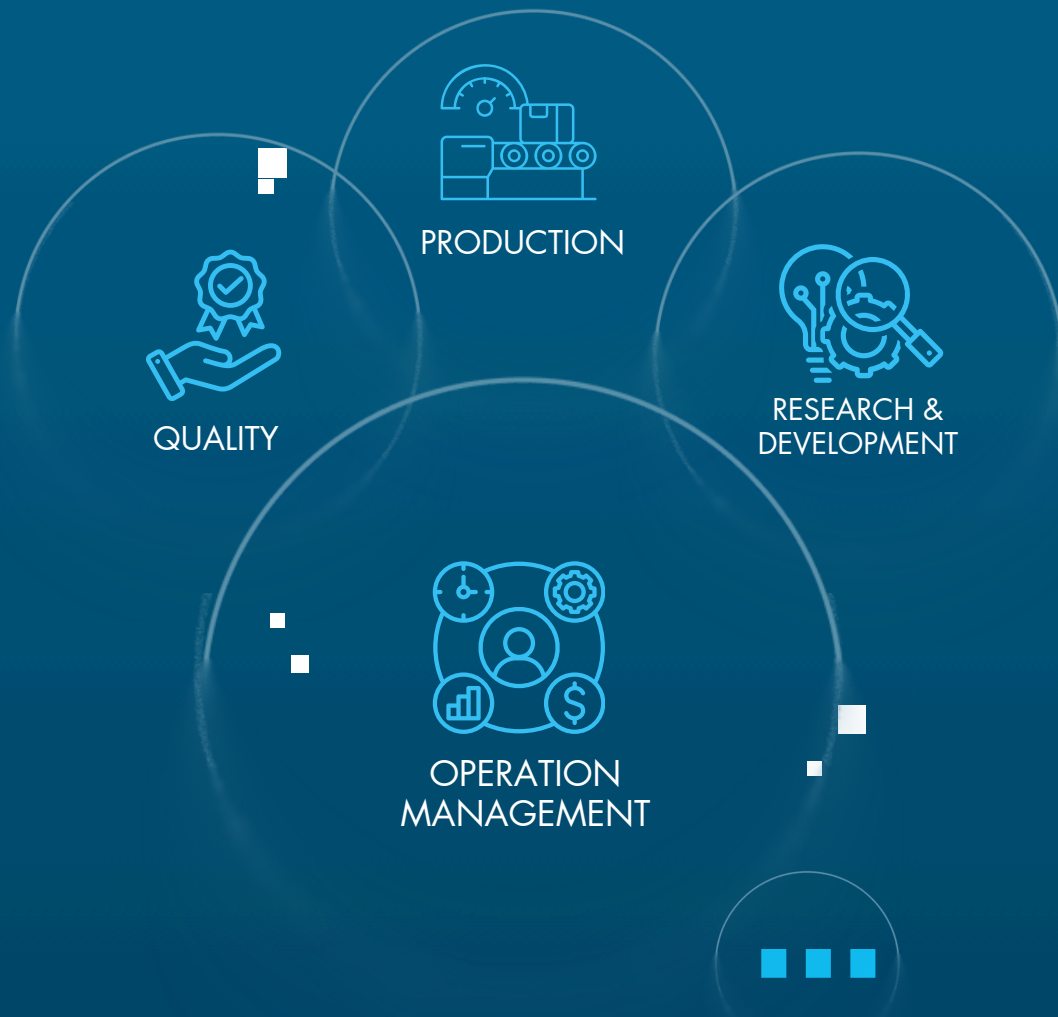 PRODUCTION
QUALITY
RESEARCH &
DEVELOPMENT
OPERATION
MANAGEMENT